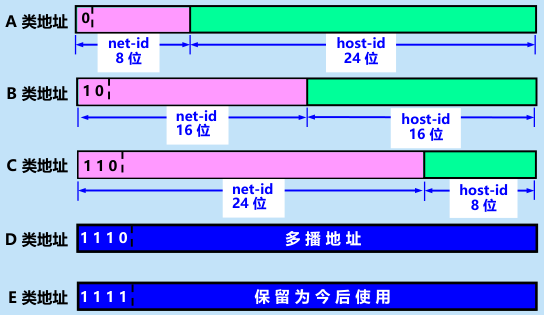 A 类地址
0
net-id
8 位
host-id
24 位
B 类地址
1 0
net-id
16 位
host-id
16 位
C 类地址
1 1 0
net-id
24 位
host-id
8 位
D 类地址
1 1 1 0
多播地址
E 类地址
1 1 1 1
保留为今后使用